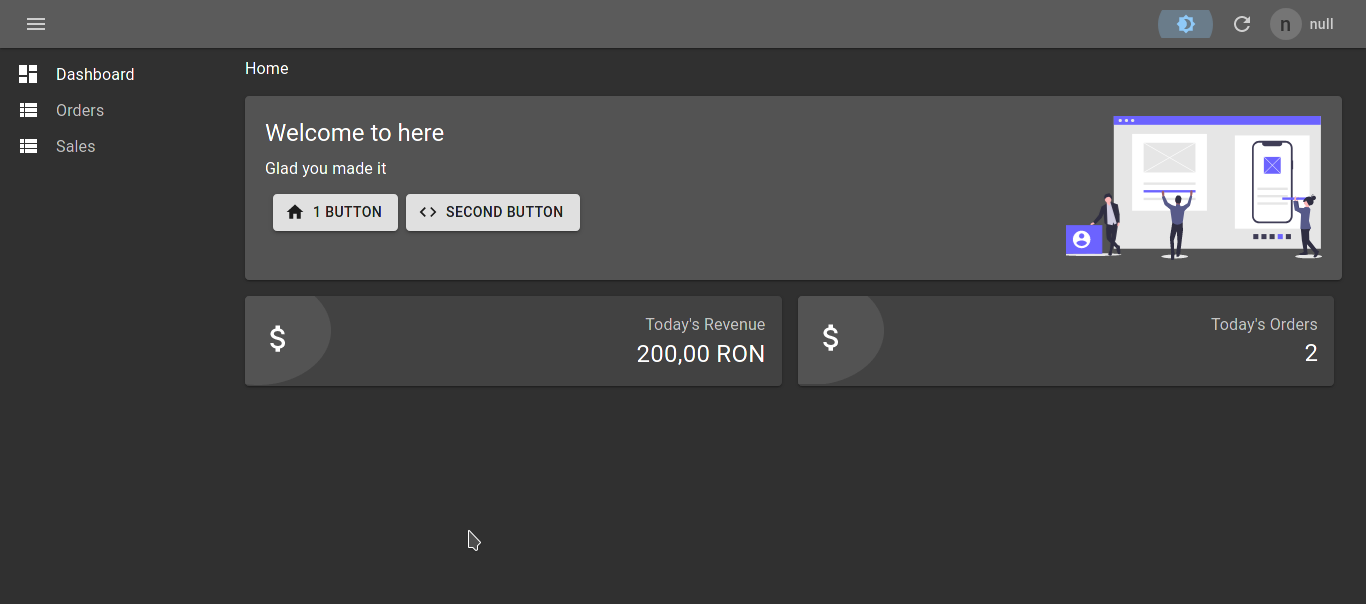 n null
Dashboard
Orders
Sales
Home
Welcome to here
Glad you made it
1 BUTTON
SECOND BUTTON
$
Today's Revenue
200,00 RON
$
Today's Orders
2